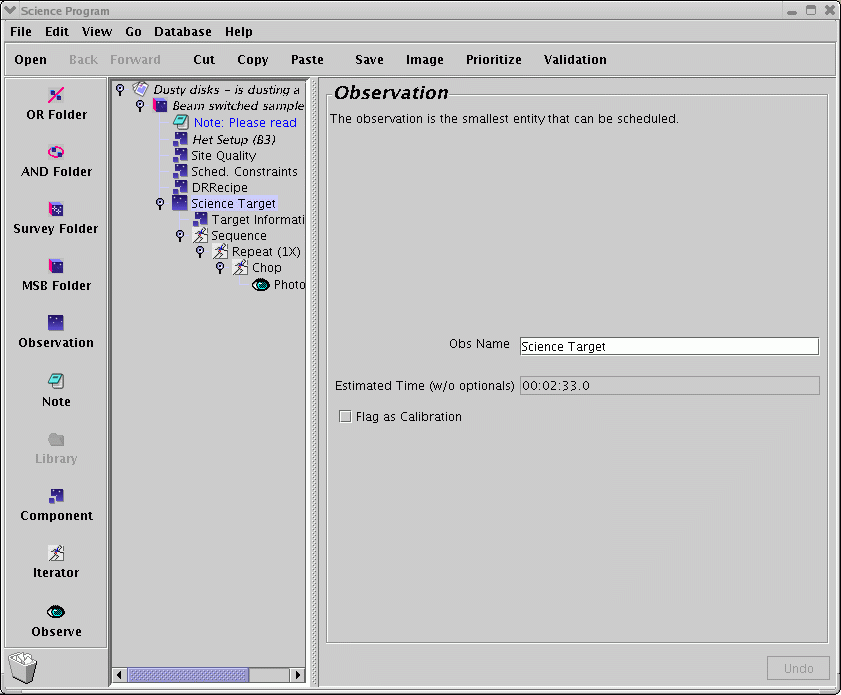 Science Program
File Edit View Go Database Help
Open Back Forward Cut Copy Paste Save Image Prioritize Validation
OR Folder
AND Folder
Survey Folder
MSB Folder
Observation
Note
Library
Component
Iterator
Observe
Dusty disks - is dusting a
Beam switched sample
Note: Please read
Het Setup (B3)
Site Quality
Sched. Constraints
DRRecipe
Science Target
Target Informati
Sequence
Repeat (1X)
Chop
Photo
Observation
The observation is the smallest entity that can be scheduled.
Obs Name Science Target
Estimated Time (w/o optionals) 00:02:33.0
Flag as Calibration
Undo